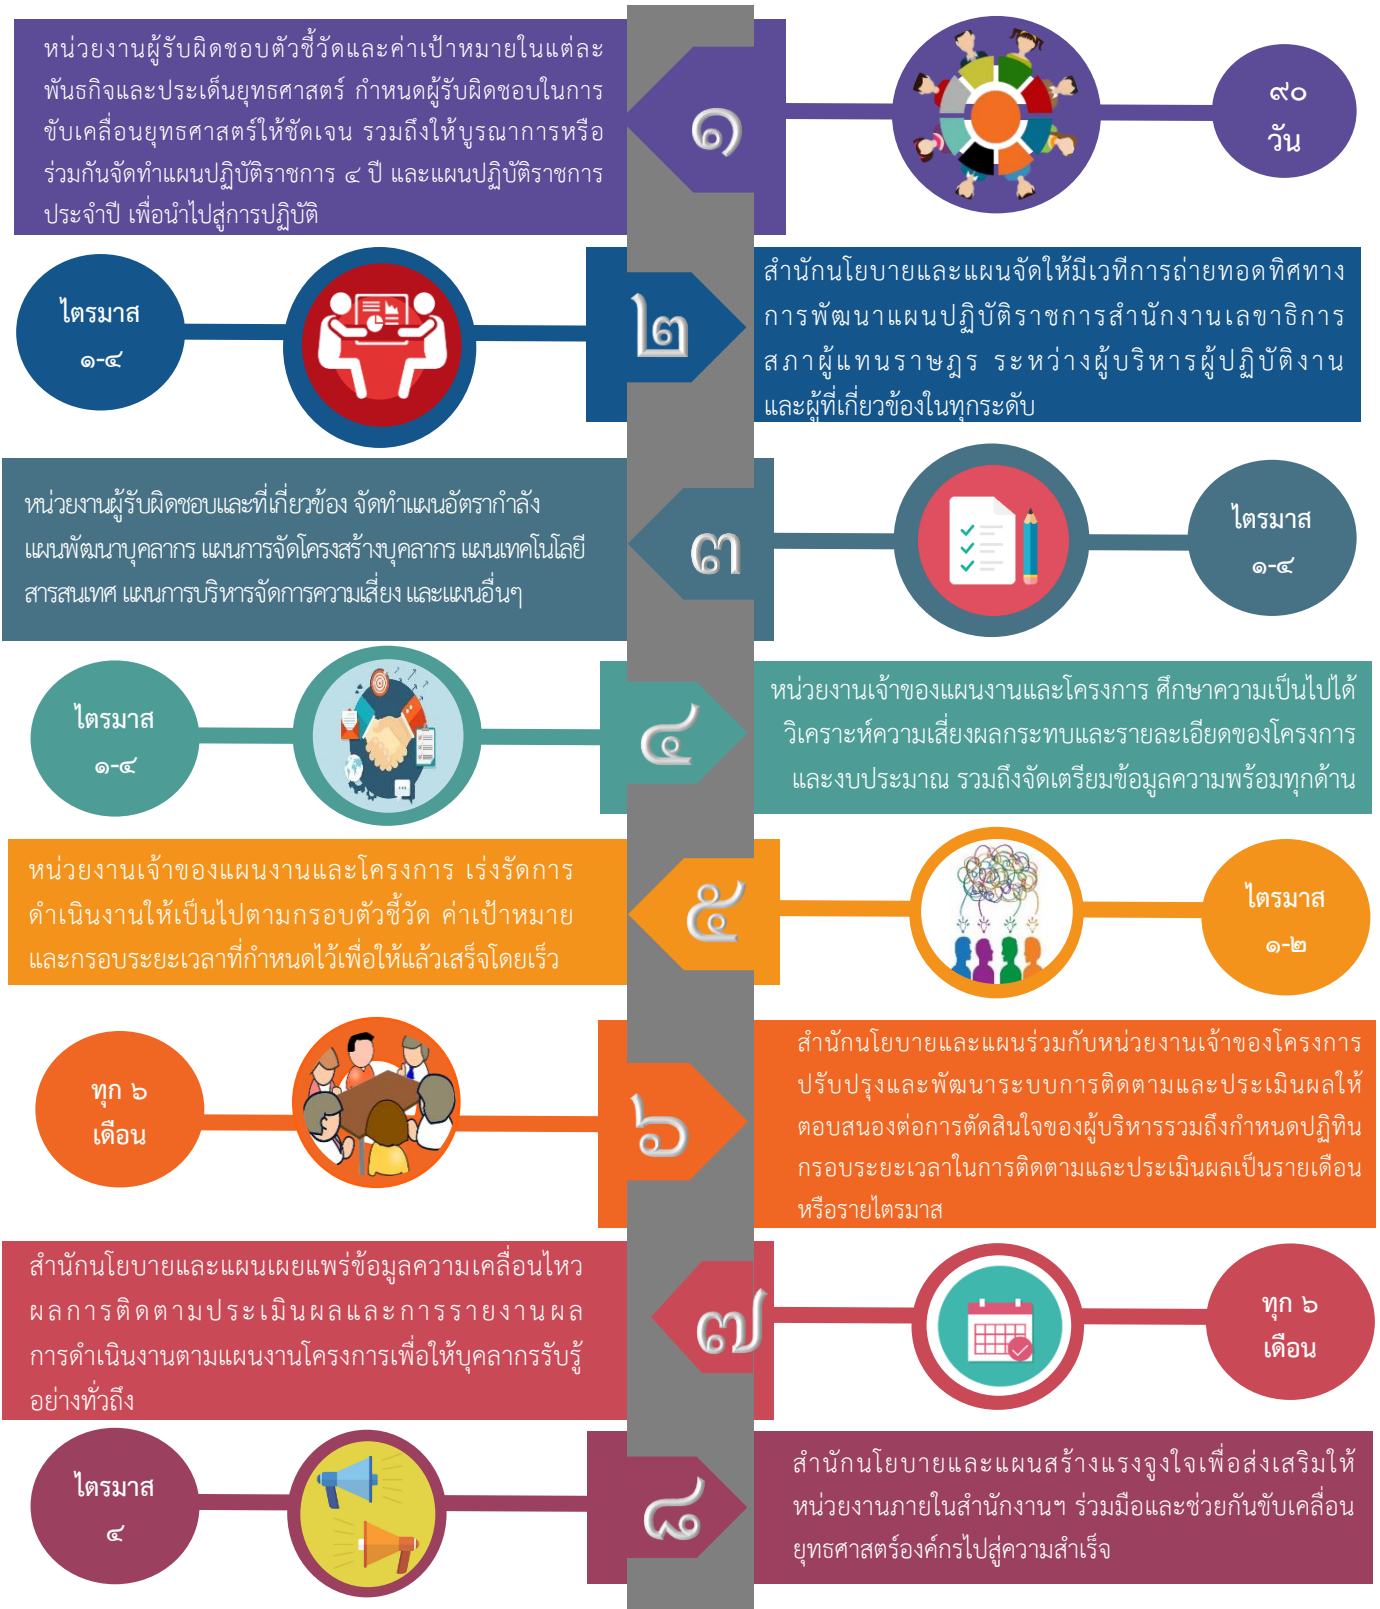 หน่วยงานผู้รับผิดชอบตัวชี้วัดและค่าเป้าหมายในแต่ละ
พันธกิจและประเด็นยุทธศาสตร์ กำหนดผู้รับผิดชอบในการ
ขับเคลื่อนยุทธศาสตร์ให้ชัดเจน รวมถึงให้บูรณาการหรือ
ร่วมกันจัดทำแผนปฏิบัติราชการ ๔ ปี และแผนปฏิบัติราชการ
ประจำปี เพื่อนำไปสู่การปฏิบัติ
๑
๙๐
วัน
ไตรมาส
๑-๔
๒
สำนักนโยบายและแผนจัดให้มีเวทีการถ่ายทอดทิศทาง
การพัฒนาแผนปฏิบัติราชการสำนักงานเลขาธิการ
สภาผู้แทนราษฎร ระหว่างผู้บริหารผู้ปฏิบัติงาน
และผู้ที่เกี่ยวข้องในทุกระดับ
หน่วยงานผู้รับผิดชอบและที่เกี่ยวข้อง จัดทำแผนอัตรากำลัง
แผนพัฒนาบุคลากร แผนการจัดโครงสร้างบุคลากร แผนเทคโนโลยี
สารสนเทศ แผนการบริหารจัดการความเสี่ยง และแผนอื่นๆ
๓
ไตรมาส
๑-๔
ไตรมาส
๑-๔
๔
หน่วยงานเจ้าของแผนงานและโครงการ ศึกษาความเป็นไปได้
วิเคราะห์ความเสี่ยงผลกระทบและรายละเอียดของโครงการ
และงบประมาณ รวมถึงจัดเตรียมข้อมูลความพร้อมทุกด้าน
หน่วยงานเจ้าของแผนงานและโครงการ เร่งรัดการ
ดำเนินงานให้เป็นไปตามกรอบตัวชี้วัด ค่าเป้าหมาย
และกรอบระยะเวลาที่กำหนดไว้เพื่อให้แล้วเสร็จโดยเร็ว
๕
ไตรมาส
๑-๒
ทุก ๖
เดือน
๖
สำนักนโยบายและแผนร่วมกับหน่วยงานเจ้าของโครงการ
ปรับปรุงและพัฒนาระบบการติดตามและประเมินผลให้
ตอบสนองต่อการตัดสินใจของผู้บริหารรวมถึงกำหนดปฏิทิน
กรอบระยะเวลาในการติดตามและประเมินผลเป็นรายเดือน
หรือรายไตรมาส
สำนักนโยบายและแผนเผยแพร่ข้อมูลความเคลื่อนไหว
ผลการติดตามประเมินผลและการรายงานผล
การดำเนินงานตามแผนงานโครงการเพื่อให้บุคลากรรับรู้
อย่างทั่วถึง
๗
ทุก ๖
เดือน
ไตรมาส
๔
๘
สำนักนโยบายและแผนสร้างแรงจูงใจเพื่อส่งเสริมให้
หน่วยงานภายในสำนักงานฯ ร่วมมือและช่วยกันขับเคลื่อน
ยุทธศาสตร์องค์กรไปสู่ความสำเร็จ